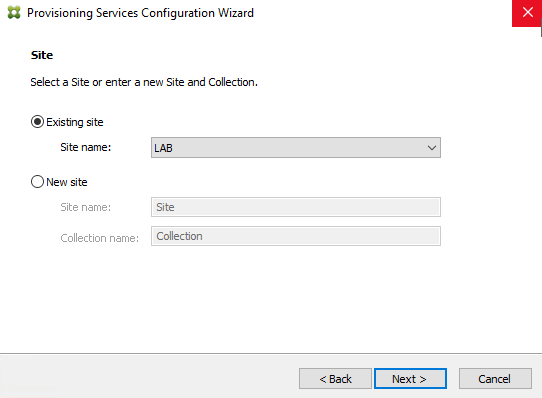 Provisioning Services Configuration Wizard
Site
Select a Site or enter a new Site and Collection.
Existing site
Site name: LAB
New site
Site name: Site
Collection name: Collection
< Back Next > Cancel